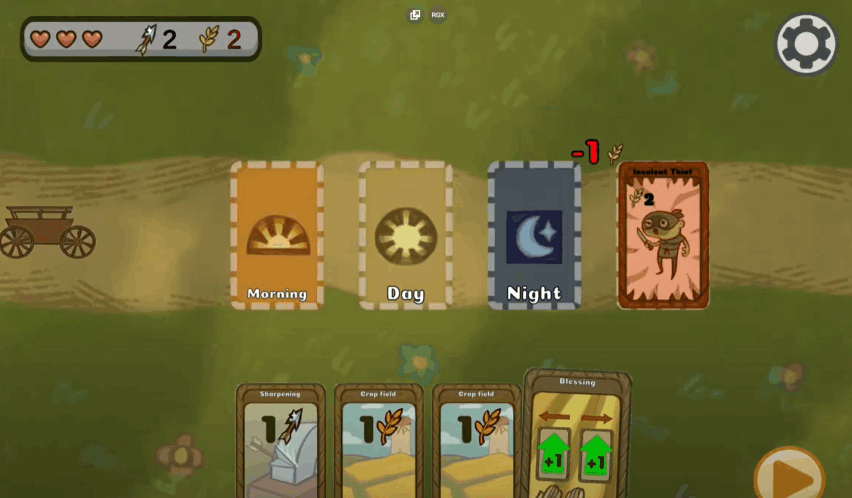 2 2
RGX
-1
Insolent Thief
2
Morning
Day
Night
Sharpening
1
Crop field
1
Crop field
1
Blessing
+1 +1